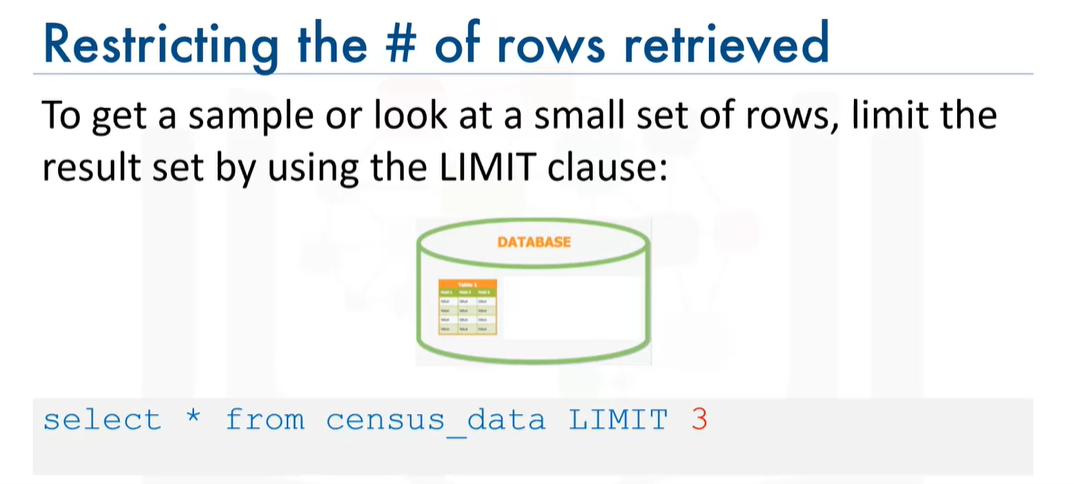 Restricting the # of rows retrieved
To get a sample or look at a small set of rows, limit the
result set by using the LIMIT clause:
DATABASE
Table 1
select * from census_data LIMIT 3